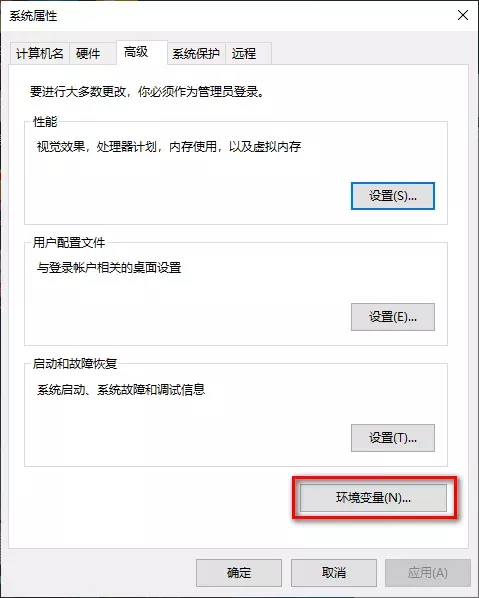 系统属性
计算机名 硬件 高级 系统保护 远程
要进行大多数更改，你必须作为管理员登录。
性能
视觉效果，处理器计划，内存使用，以及虚拟内存
设置(S)...
用户配置文件
与登录帐户相关的桌面设置
设置(E)...
启动和故障恢复
系统启动、系统故障和调试信息
设置(T)...
环境变量(N)...
确定 取消 应用(A)